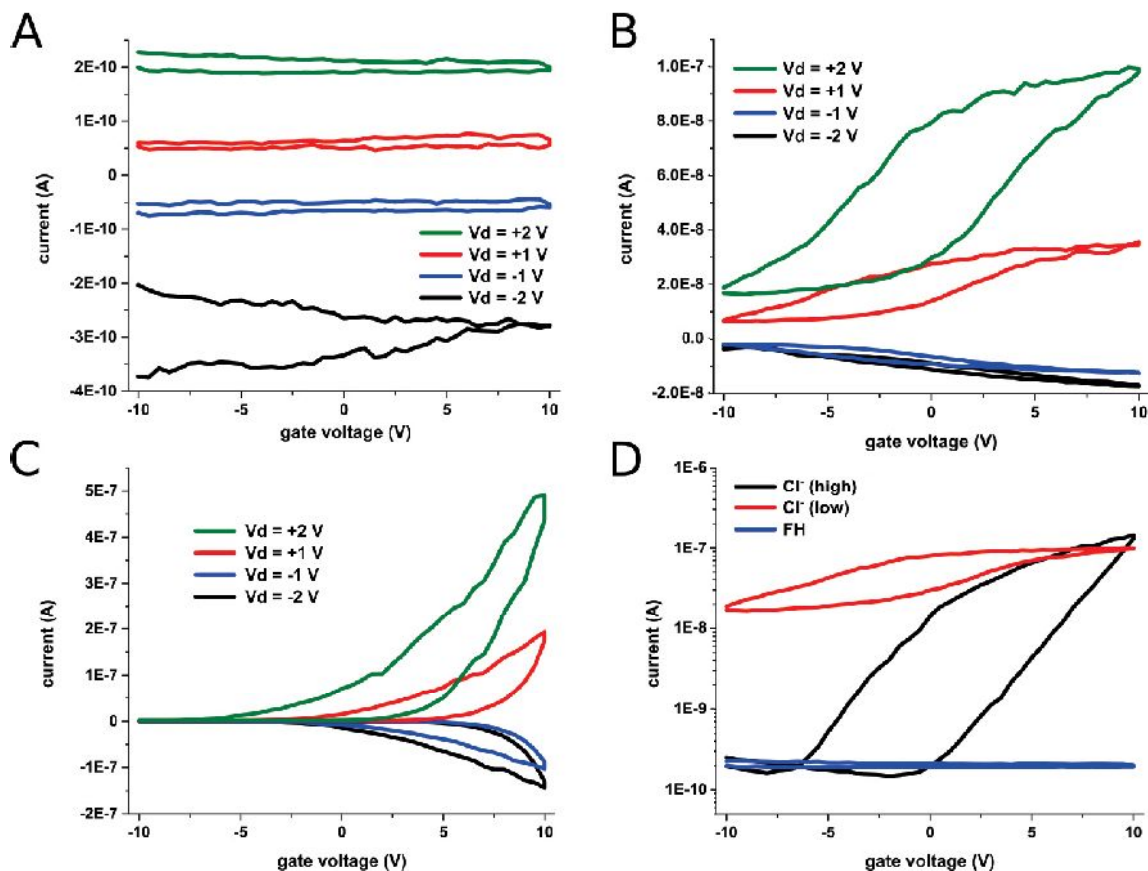 A
2E-10
1E-10
0
-1E-10
-2E-10
-3E-10
-4E-10
current (A)
Vd = +2 V
Vd = +1 V
Vd = -1 V
Vd = -2 V
-10 -5 0 5 10
gate voltage (V)
B
1.0E-7
8.0E-8
6.0E-8
4.0E-8
2.0E-8
0.0
-2.0E-8
current (A)
Vd = +2 V
Vd = +1 V
Vd = -1 V
Vd = -2 V
-10 -5 0 5 10
gate voltage (V)
C
5E-7
4E-7
3E-7
2E-7
1E-7
0
-1E-7
-2E-7
current (A)
Vd = +2 V
Vd = +1 V
Vd = -1 V
Vd = -2 V
-10 -5 0 5 10
gate voltage (V)
D
1E-6
1E-7
1E-8
1E-9
1E-10
current (A)
Cl⁻ (high)
Cl⁻ (low)
FH
-10 -5 0 5 10
gate voltage (V)